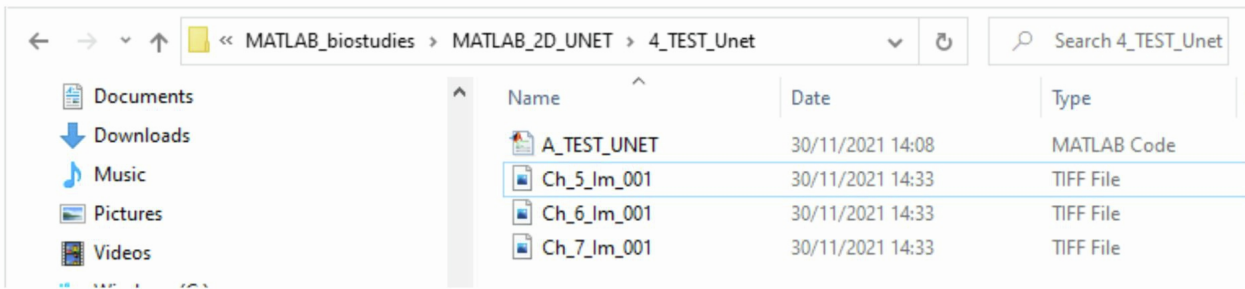 « MATLAB_biostudies › MATLAB_2D_UNET › 4_TEST_Unet
Search 4_TEST_Unet
Documents
Downloads
Music
Pictures
Videos
Name Date Type
A_TEST_UNET 30/11/2021 14:08 MATLAB Code
Ch_5_Im_001 30/11/2021 14:33 TIFF File
Ch_6_Im_001 30/11/2021 14:33 TIFF File
Ch_7_Im_001 30/11/2021 14:33 TIFF File